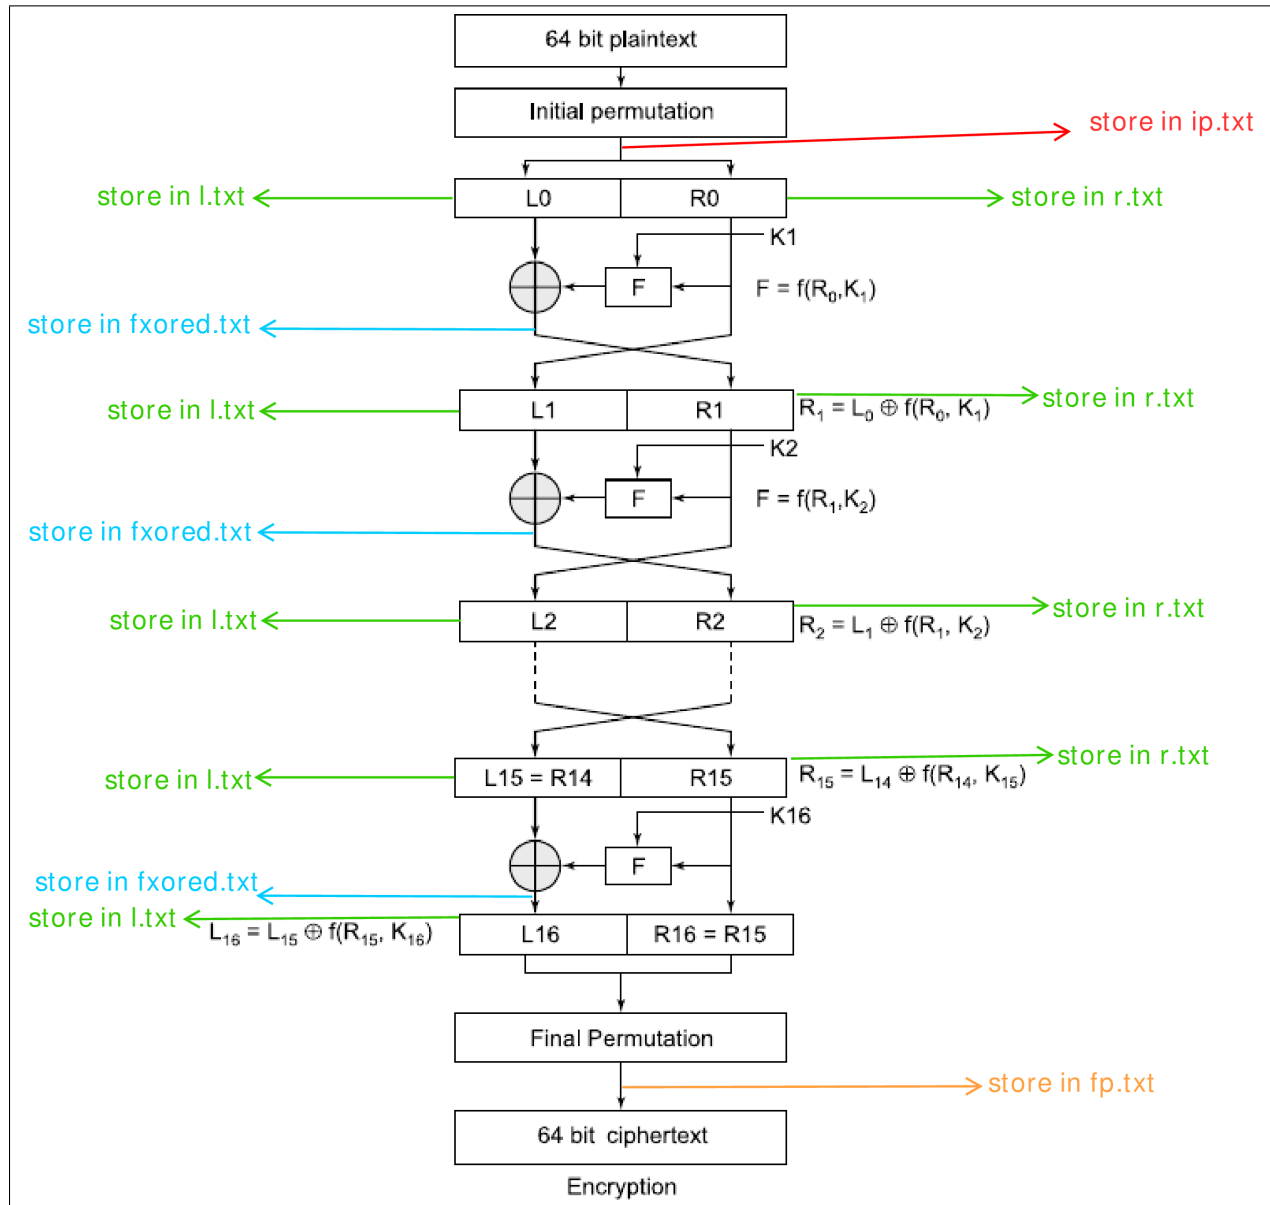 64 bit plaintext
Initial permutation
store in ip.txt
store in l.txt
L0
R0
store in r.txt
K1
F
F = f(R₀,K₁)
store in fxored.txt
store in l.txt
L1
R1
store in r.txt
R₁ = L₀ ⊕ f(R₀, K₁)
K2
F
F = f(R₁,K₂)
store in fxored.txt
store in l.txt
L2
R2
store in r.txt
R₂ = L₁ ⊕ f(R₁, K₂)
store in l.txt
L15 = R14
R15
store in r.txt
R₁₅ = L₁₄ ⊕ f(R₁₄, K₁₅)
K16
F
store in fxored.txt
store in l.txt
L₁₆ = L₁₅ ⊕ f(R₁₅, K₁₆)
L16
R16 = R15
Final Permutation
store in fp.txt
64 bit ciphertext
Encryption